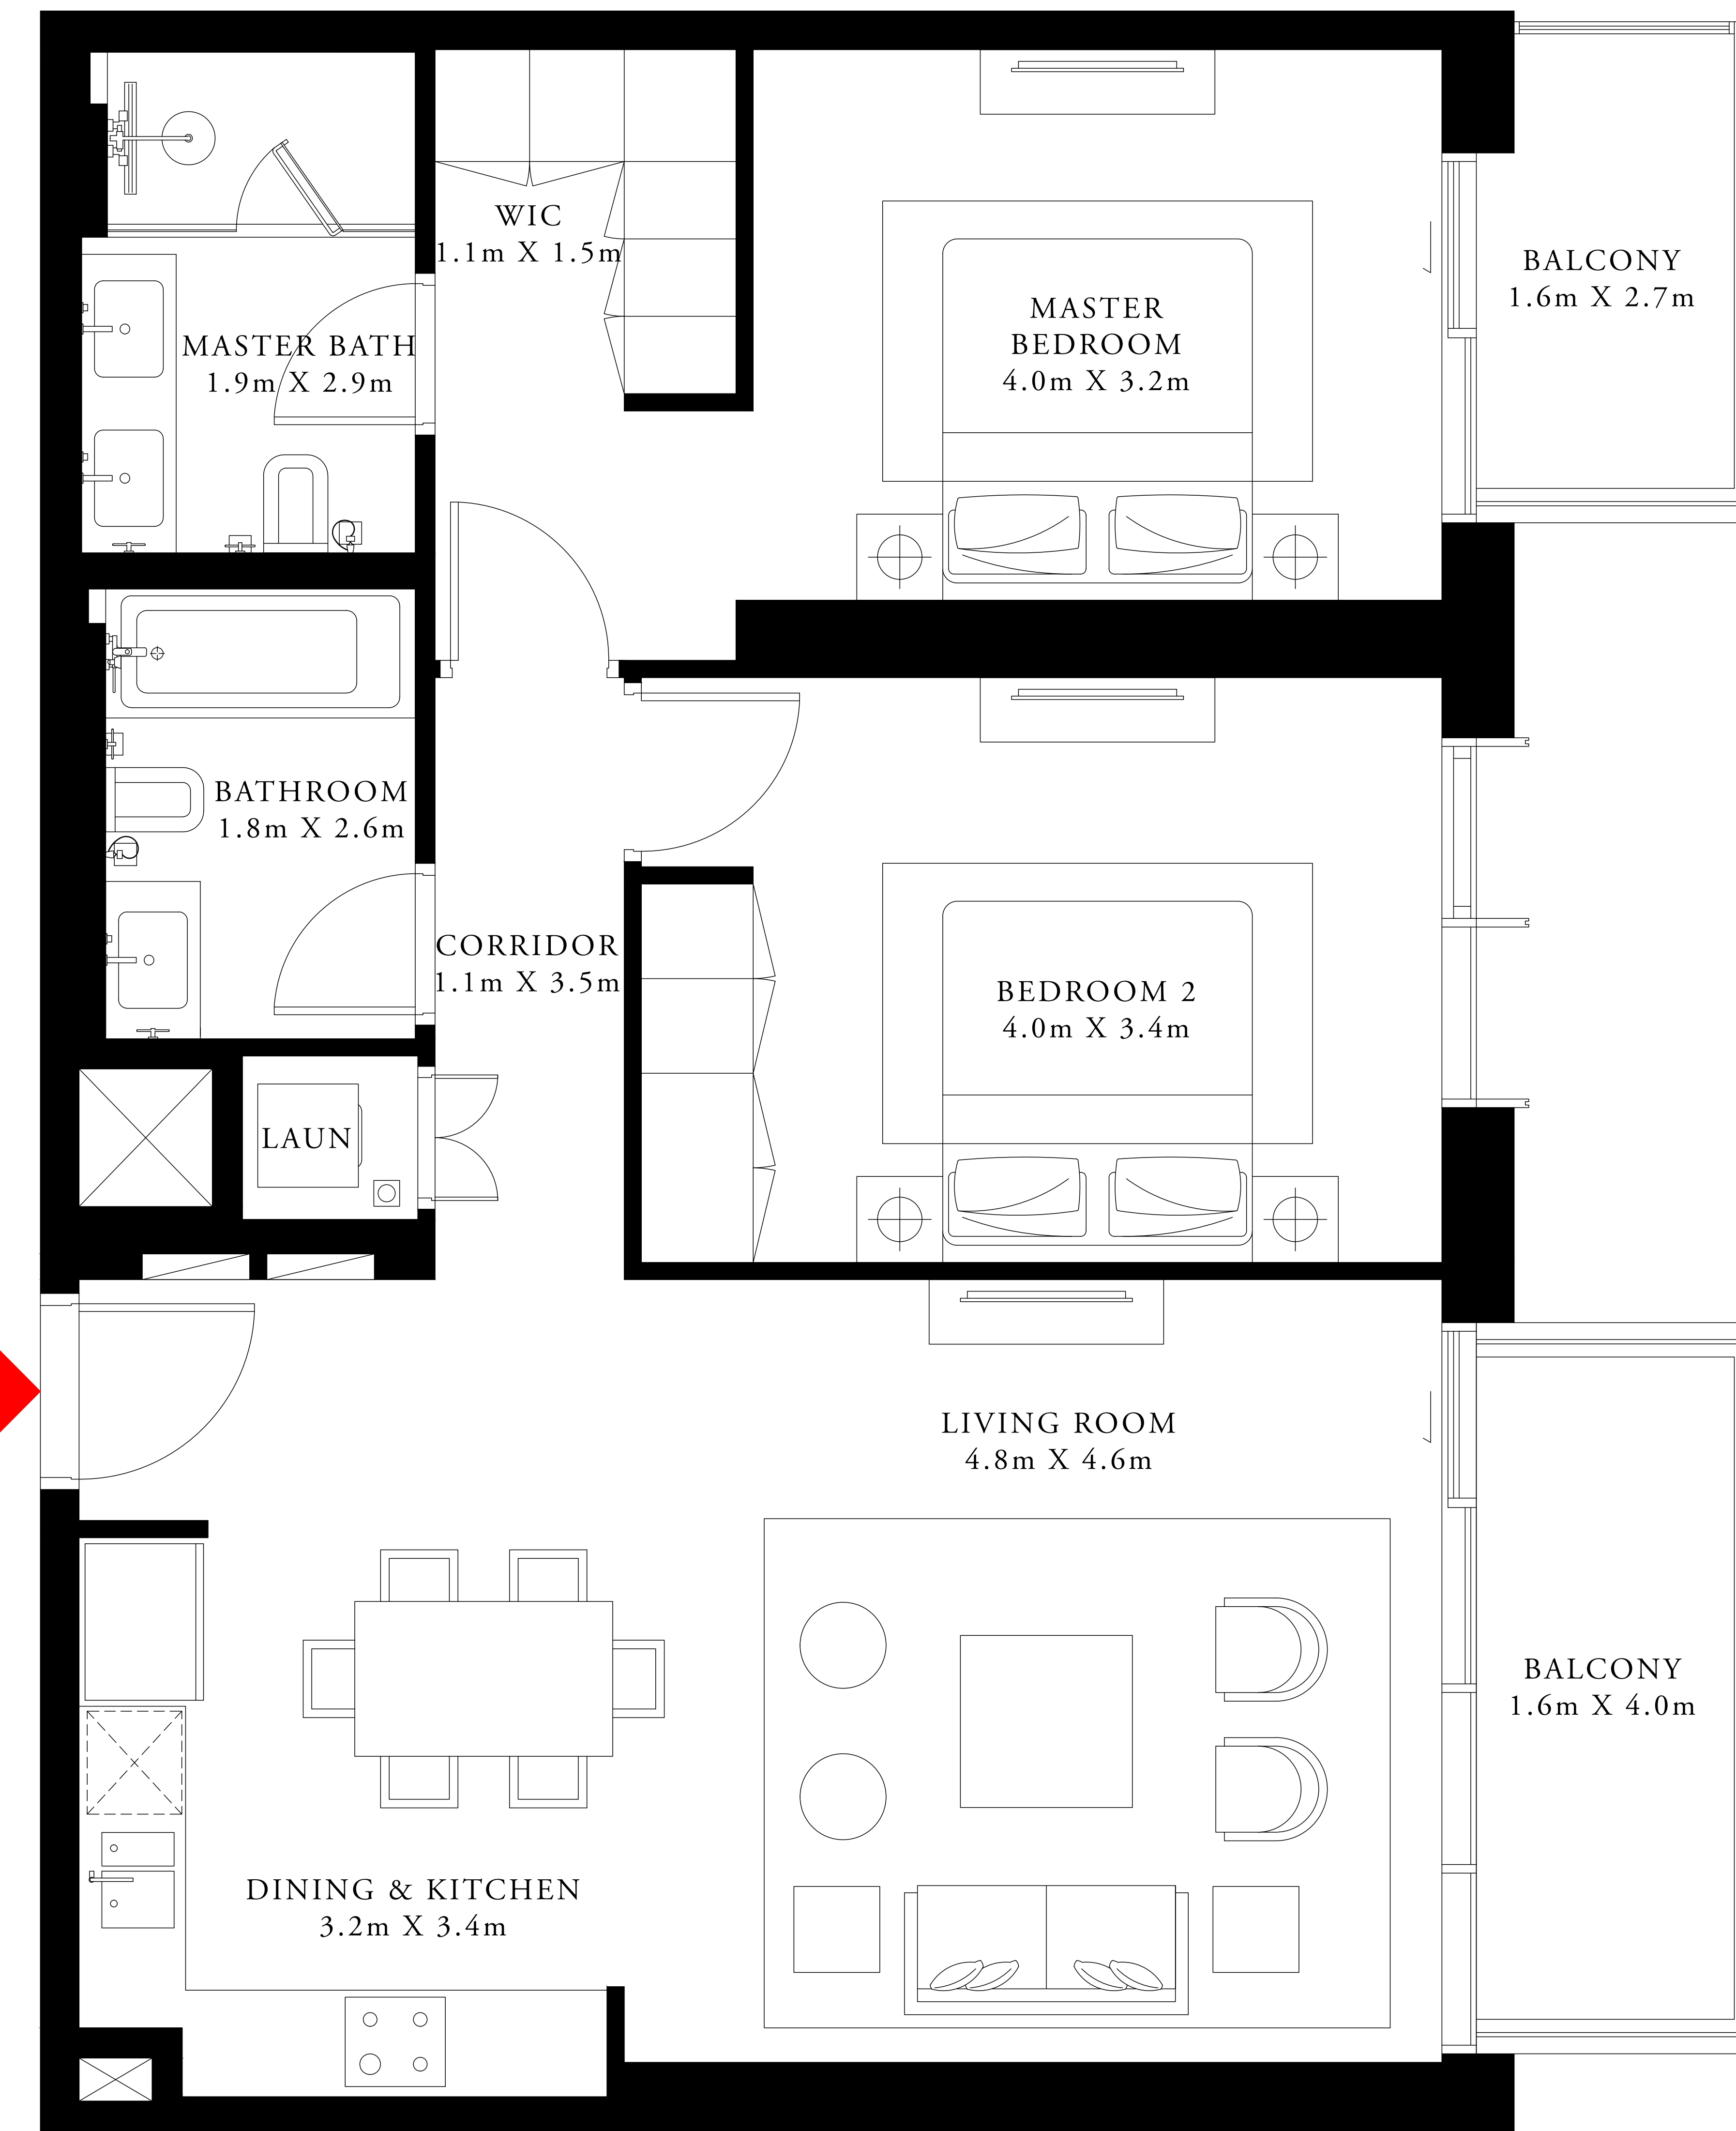 WIC
1.1m X 1.5m
BALCONY
1.6m X 2.7m
MASTER
BEDROOM
4.0m X 3.2m
MASTER BATH
1.9m X 2.9m
BATHROOM
1.8m X 2.6m
CORRIDOR
1.1m X 3.5m
BEDROOM 2
4.0m X 3.4m
LAUN
LIVING ROOM
4.8m X 4.6m
BALCONY
1.6m X 4.0m
DINING & KITCHEN
3.2m X 3.4m